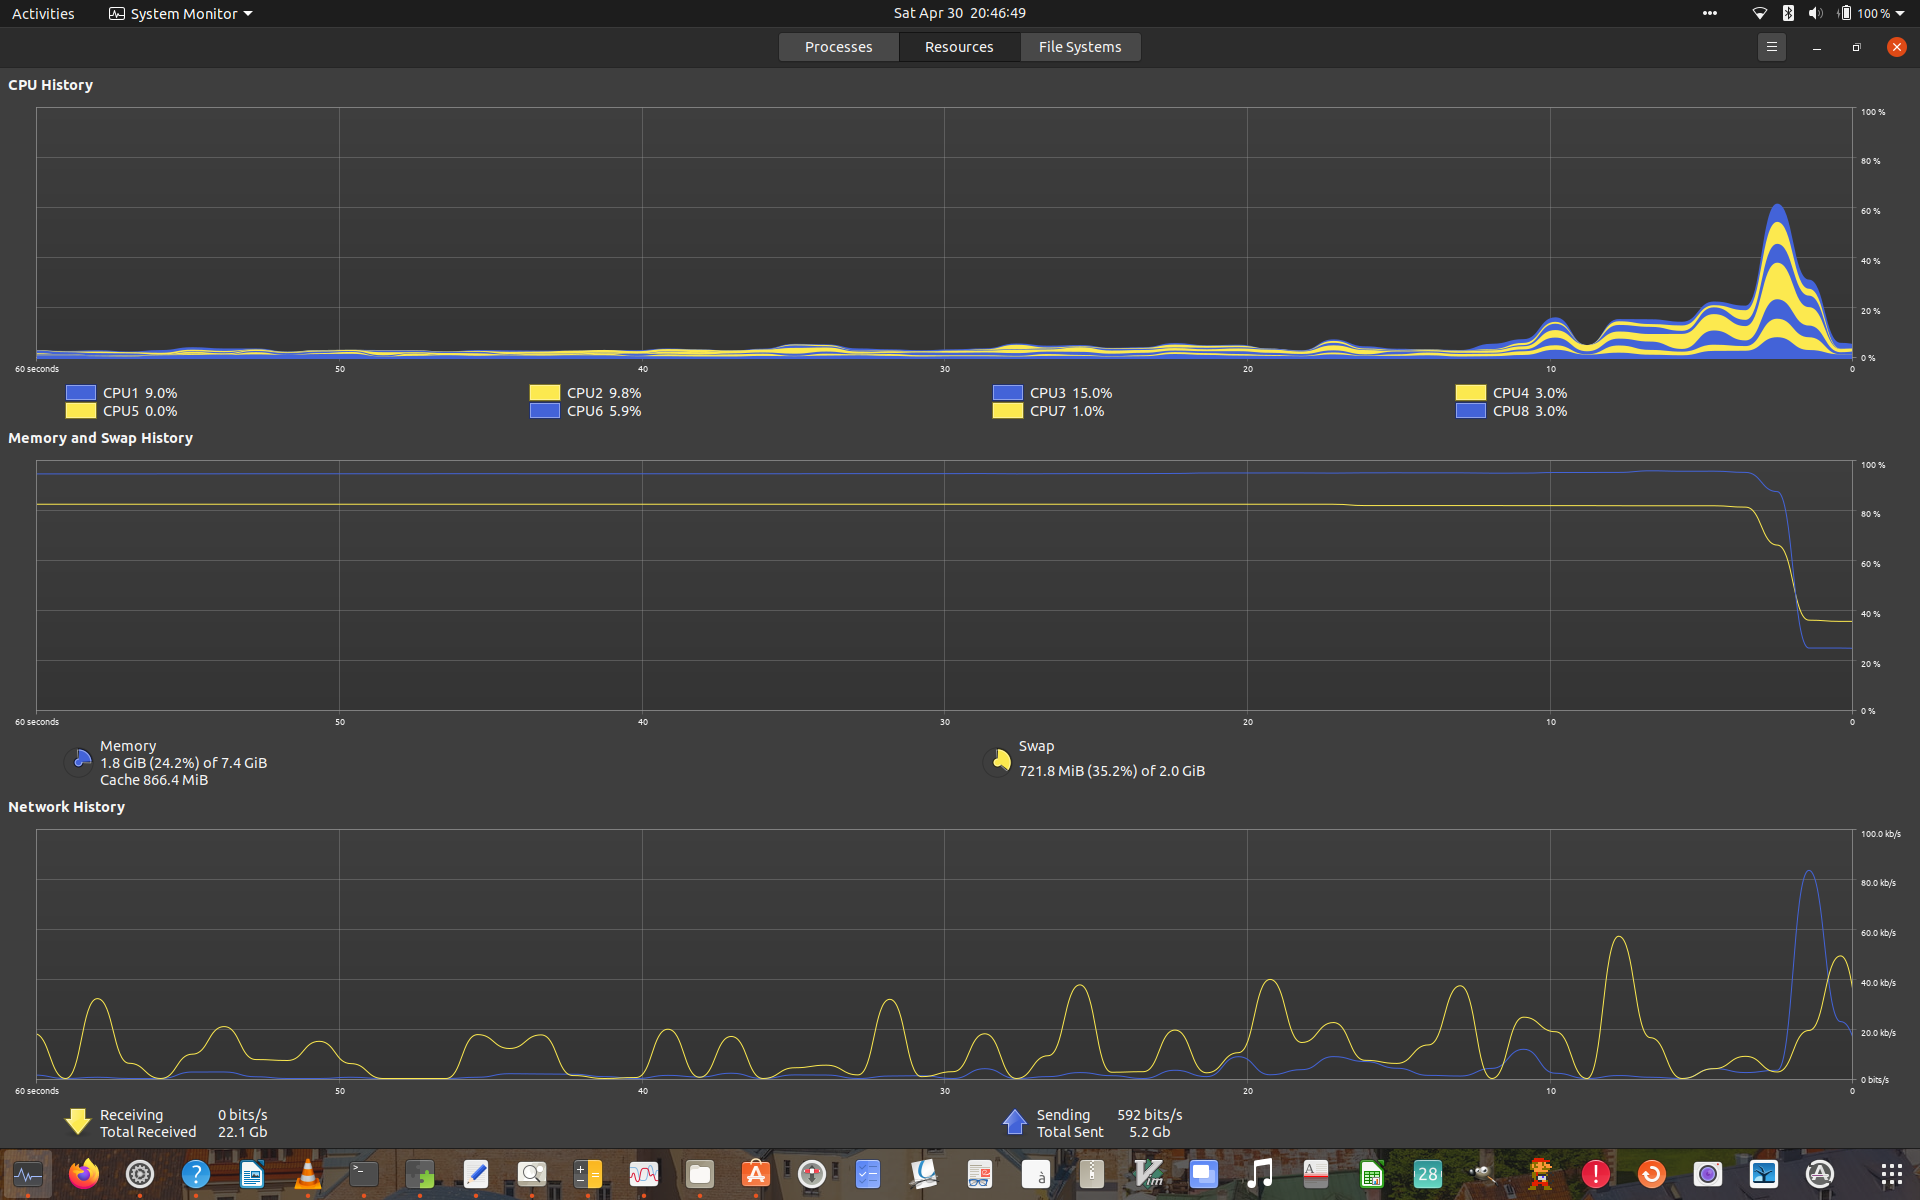 Activities System Monitor Sat Apr 30 20:46:49 100 %
Processes Resources File Systems
CPU History
100 %
80 %
60 %
40 %
20 %
0 %
60 seconds 50 40 30 20 10 0
CPU1 9.0% CPU2 9.8% CPU3 15.0% CPU4 3.0%
CPU5 0.0% CPU6 5.9% CPU7 1.0% CPU8 3.0%
Memory and Swap History
100 %
80 %
60 %
40 %
20 %
0 %
60 seconds 50 40 30 20 10 0
Memory
1.8 GiB (24.2%) of 7.4 GiB
Cache 866.4 MiB
Swap
721.8 MiB (35.2%) of 2.0 GiB
Network History
100.0 kb/s
80.0 kb/s
60.0 kb/s
40.0 kb/s
20.0 kb/s
0 bits/s
60 seconds 50 40 30 20 10 0
Receiving 0 bits/s
Total Received 22.1 Gb
Sending 592 bits/s
Total Sent 5.2 Gb
? >_ à Vim A 28 !